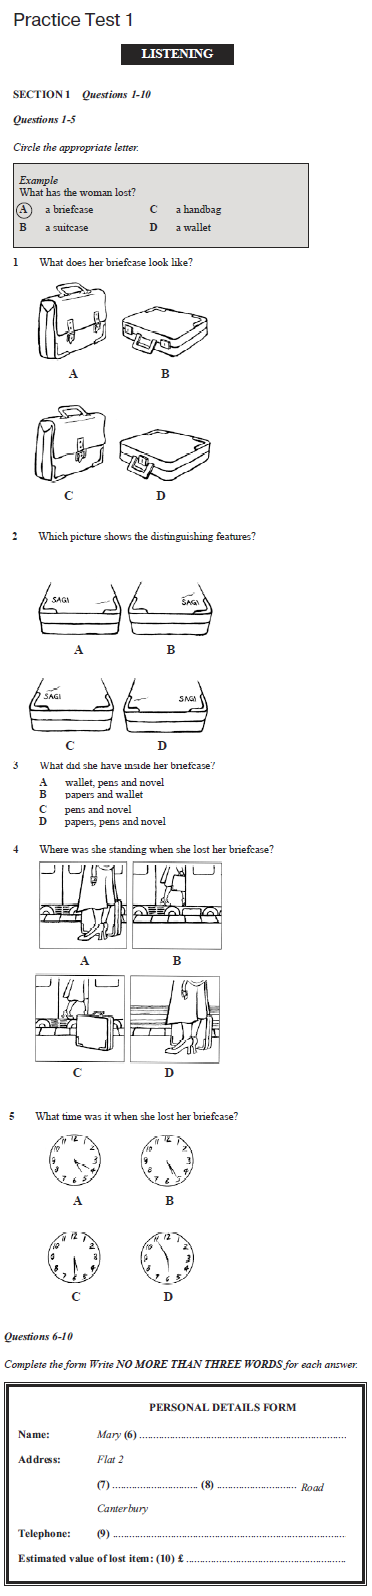 Practice Test 1
LISTENING
SECTION 1 Questions 1-10
Questions 1-5
Circle the appropriate letter.
Example
What has the woman lost?
A a briefcase C a handbag
B a suitcase D a wallet
1 What does her briefcase look like?
A B
C D
2 Which picture shows the distinguishing features?
SAGI SAGI
A B
SAGI SAGI
C D
3 What did she have inside her briefcase?
A wallet, pens and novel
B papers and wallet
C pens and novel
D papers, pens and novel
4 Where was she standing when she lost her briefcase?
A B
C D
5 What time was it when she lost her briefcase?
A B
C D
Questions 6-10
Complete the form Write NO MORE THAN THREE WORDS for each answer.
PERSONAL DETAILS FORM
Name: Mary (6) ........................................
Address: Flat 2
(7) .............................. (8) ............................ Road
Canterbury
Telephone: (9) ........................................
Estimated value of lost item: (10) £ ........................................